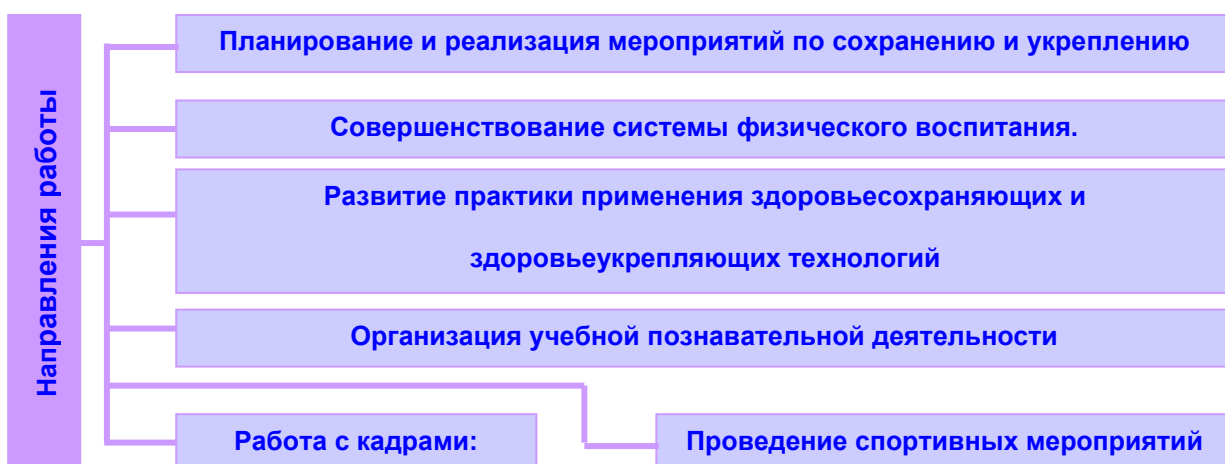 Направления работы
Планирование и реализация мероприятий по сохранению и укреплению
Совершенствование системы физического воспитания.
Развитие практики применения здоровьесохраняющих и
здоровьеукрепляющих технологий
Организация учебной познавательной деятельности
Работа с кадрами:
Проведение спортивных мероприятий